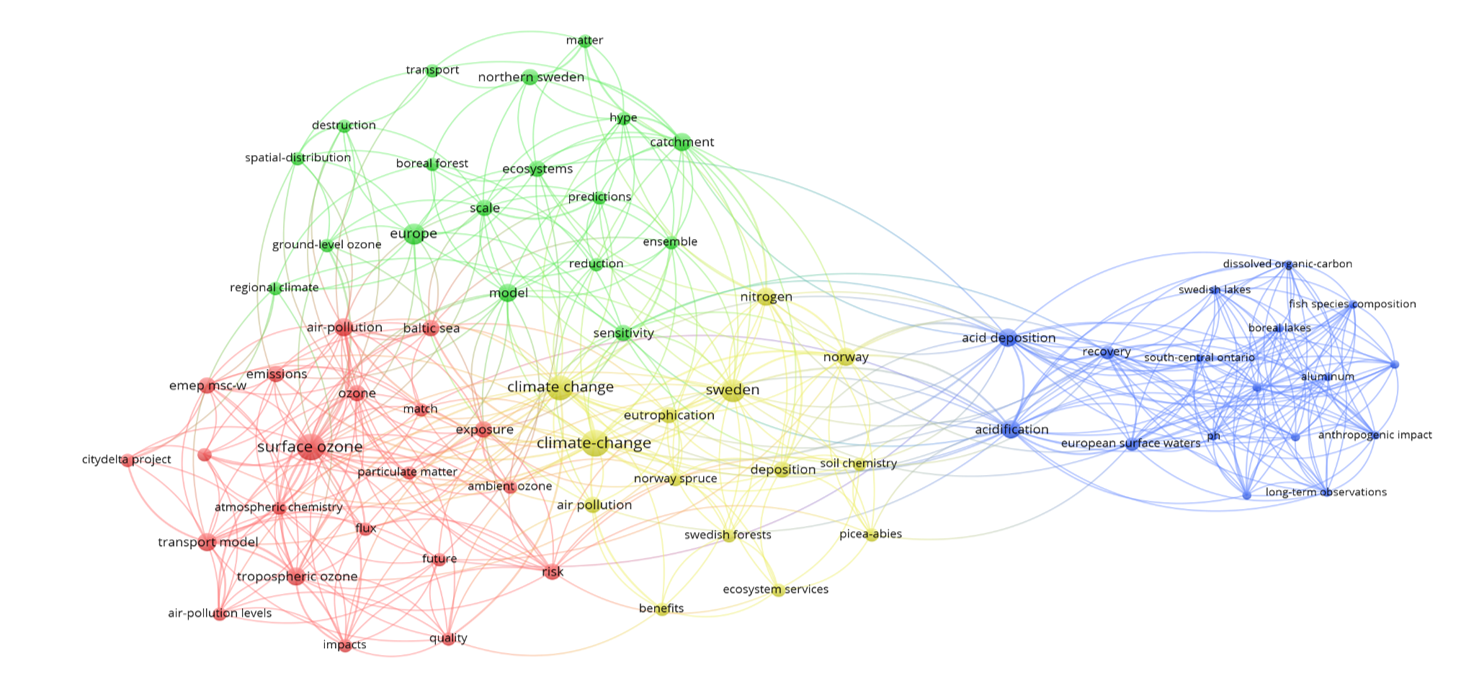 matter
transport
northern sweden
hype
destruction
catchment
spatial-distribution
boreal forest
ecosystems
predictions
scale
europe
ground-level ozone
ensemble
reduction
regional climate
model
sensitivity
dissolved organic-carbon
swedish lakes
fish species composition
boreal lakes
nitrogen
acid deposition
recovery
south-central ontario
aluminum
norway
air-pollution
baltic sea
emissions
emep msc-w
ozone
match
climate change
sweden
eutrophication
exposure
climate-change
acidification
european surface waters
ph
anthropogenic impact
surface ozone
citydelta project
particulate matter
ambient ozone
norway spruce
deposition
soil chemistry
long-term observations
atmospheric chemistry
air pollution
flux
transport model
swedish forests
picea-abies
future
tropospheric ozone
risk
ecosystem services
air-pollution levels
benefits
impacts
quality